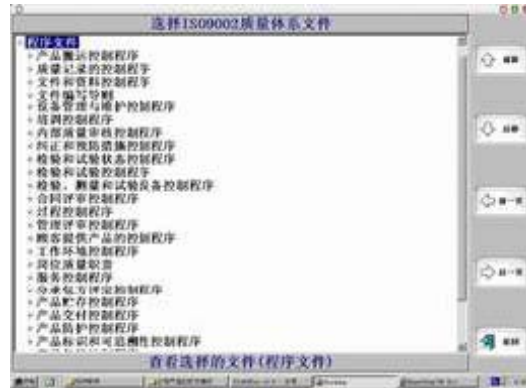 选择ISO9002质量体系文件
程序文件
产品搬运控制程序
质量记录的控制程序
文件和资料控制程序
文件编写导则
设备管理与维护控制程序
培训控制程序
内部质量审核控制程序
纠正和预防措施控制程序
检验和试验状态控制程序
检验和试验控制程序
检验、测量和试验设备控制程序
合同评审控制程序
过程控制程序
管理评审控制程序
顾客提供产品的控制程序
工作环境控制程序
岗位质量职责
服务控制程序
分承包方评定控制程序
产品贮存控制程序
产品交付控制程序
产品防护控制程序
产品标识和可追溯性控制程序
查看选择的文件(程序文件)